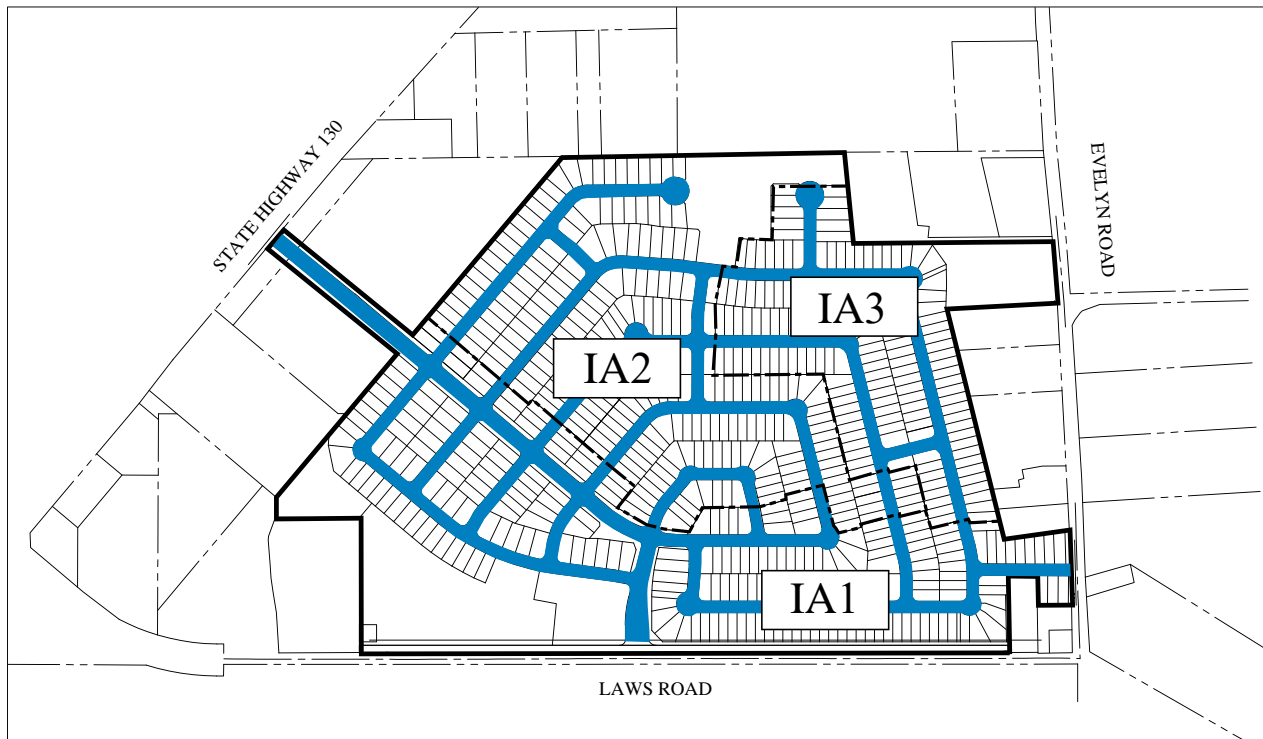 STATE HIGHWAY 130
EVELYN ROAD
IA3
IA2
IA1
LAWS ROAD